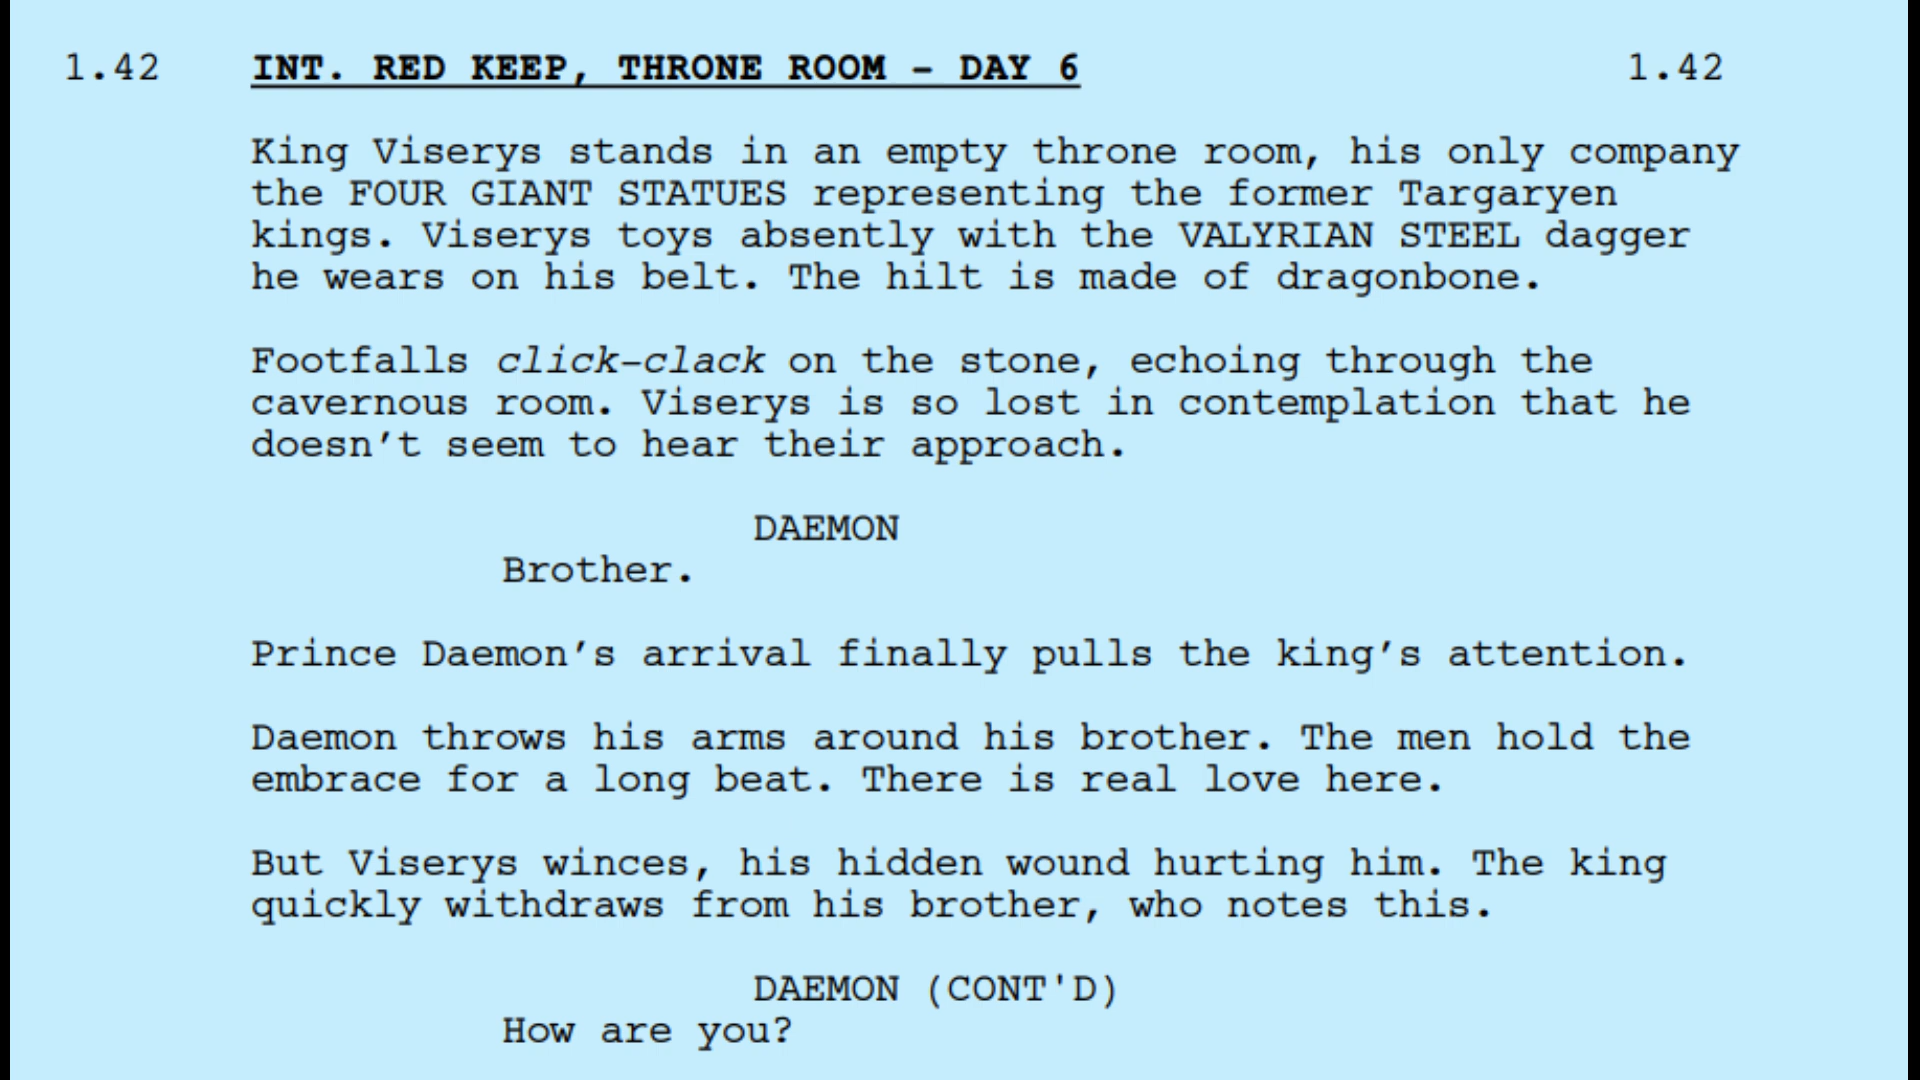 1.42 INT. RED KEEP, THRONE ROOM – DAY 6 1.42
King Viserys stands in an empty throne room, his only company
the FOUR GIANT STATUES representing the former Targaryen
kings. Viserys toys absently with the VALYRIAN STEEL dagger
he wears on his belt. The hilt is made of dragonbone.
Footfalls click-clack on the stone, echoing through the
cavernous room. Viserys is so lost in contemplation that he
doesn’t seem to hear their approach.
DAEMON
Brother.
Prince Daemon’s arrival finally pulls the king’s attention.
Daemon throws his arms around his brother. The men hold the
embrace for a long beat. There is real love here.
But Viserys winces, his hidden wound hurting him. The king
quickly withdraws from his brother, who notes this.
DAEMON (CONT'D)
How are you?